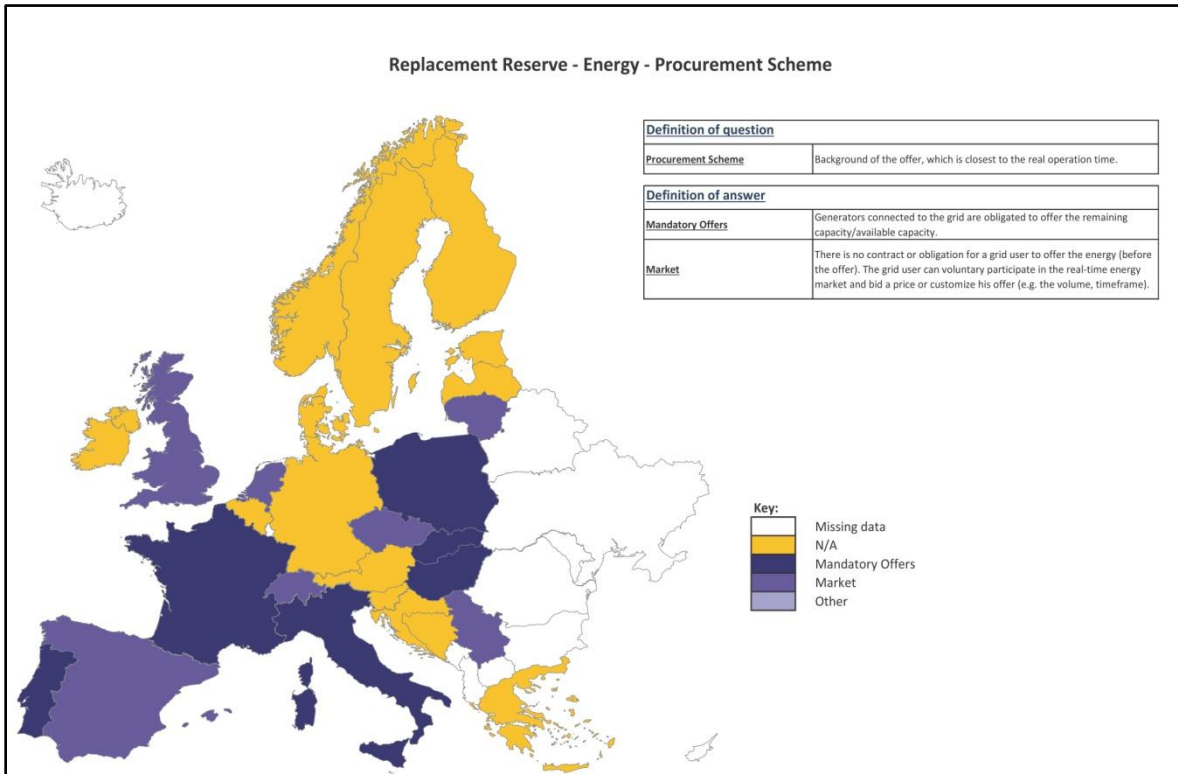 Replacement Reserve - Energy - Procurement Scheme
Definition of question
Procurement Scheme
Background of the offer, which is closest to the real operation time.
Definition of answer
Mandatory Offers
Generators connected to the grid are obligated to offer the remaining
capacity/available capacity.
Market
There is no contract or obligation for a grid user to offer the energy (before
the offer). The grid user can voluntary participate in the real-time energy
market and bid a price or customize his offer (e.g. the volume, timeframe).
Key:
Missing data
N/A
Mandatory Offers
Market
Other